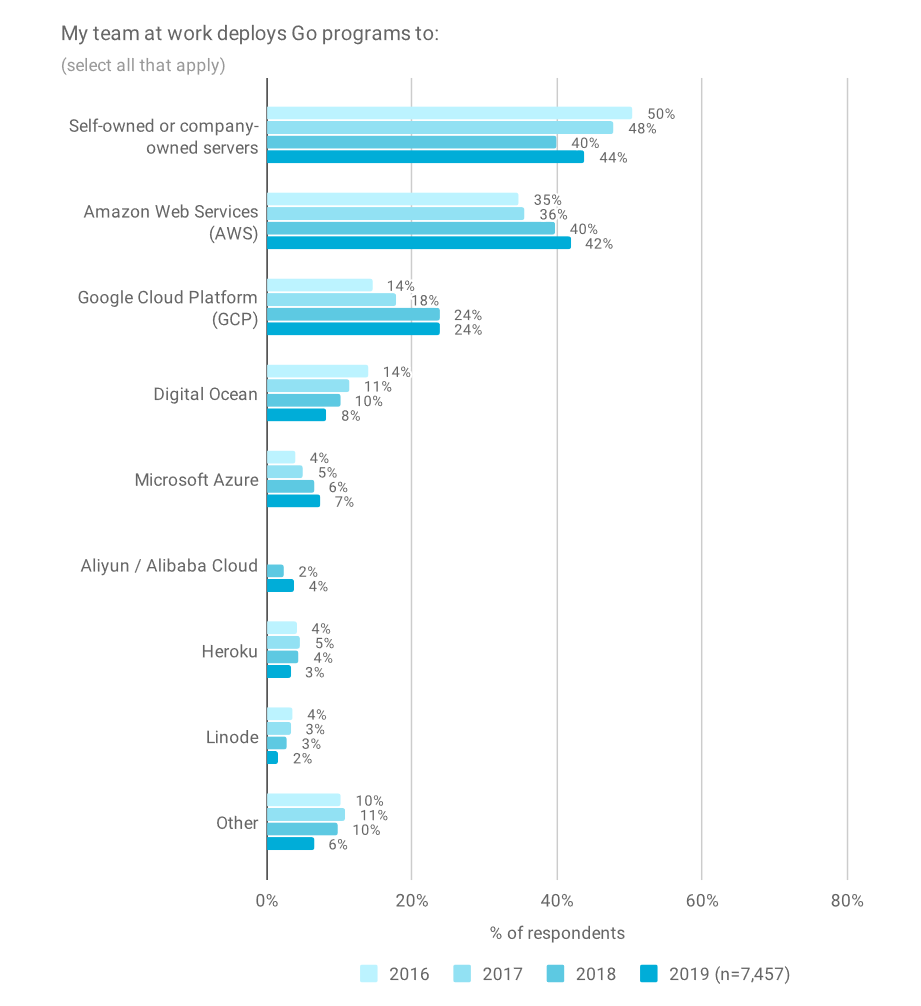 My team at work deploys Go programs to:
(select all that apply)
Self-owned or company-
owned servers
50%
48%
40%
44%
Amazon Web Services
(AWS)
35%
36%
40%
42%
Google Cloud Platform
(GCP)
14%
18%
24%
24%
Digital Ocean
14%
11%
10%
8%
Microsoft Azure
4%
5%
6%
7%
Aliyun / Alibaba Cloud
2%
4%
Heroku
4%
5%
4%
3%
Linode
4%
3%
3%
2%
Other
10%
11%
10%
6%
0% 20% 40% 60% 80%
% of respondents
2016 2017 2018 2019 (n=7,457)